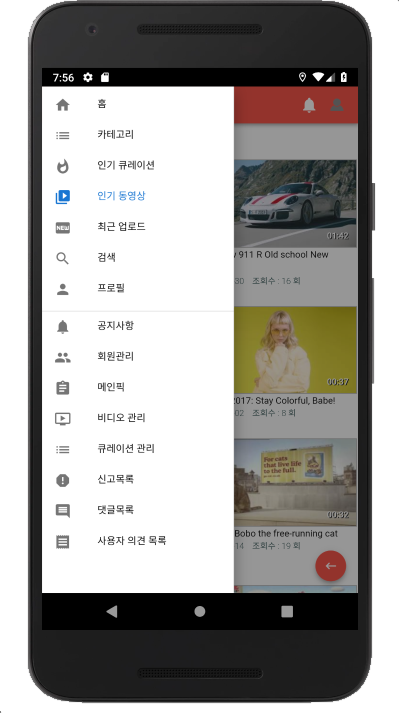 7:56
홈
카테고리
인기 큐레이션
인기 동영상
NEW 최근 업로드
검색
프로필
공지사항
회원관리
메인픽
비디오 관리
큐레이션 관리
신고목록
댓글목록
사용자 의견 목록
01:42
911 R Old school New
30 조회수 : 16 회
00:37
2017: Stay Colorful, Babe!
02 조회수 : 8 회
For cats
that live life
to the full.
00:32
Bobo the free-running cat
14 조회수 : 19 회